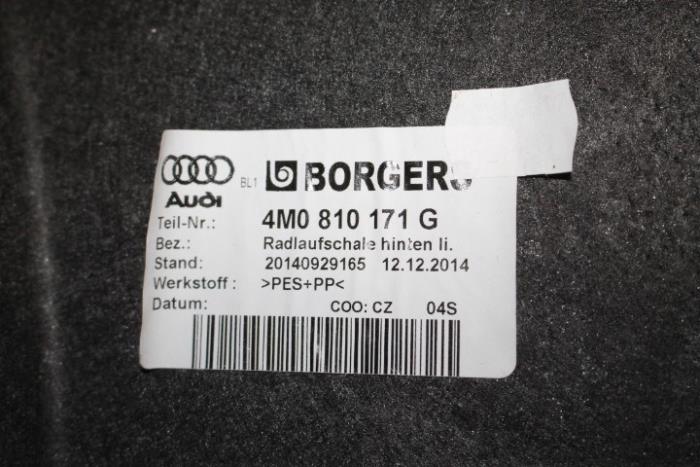 BL1 BORGERS
Audi
Teil-Nr.: 4M0 810 171 G
Bez.: Radlaufschale hinten li.
Stand: 20140929165 12.12.2014
Werkstoff: >PES+PP<
Datum: COO: CZ 04S